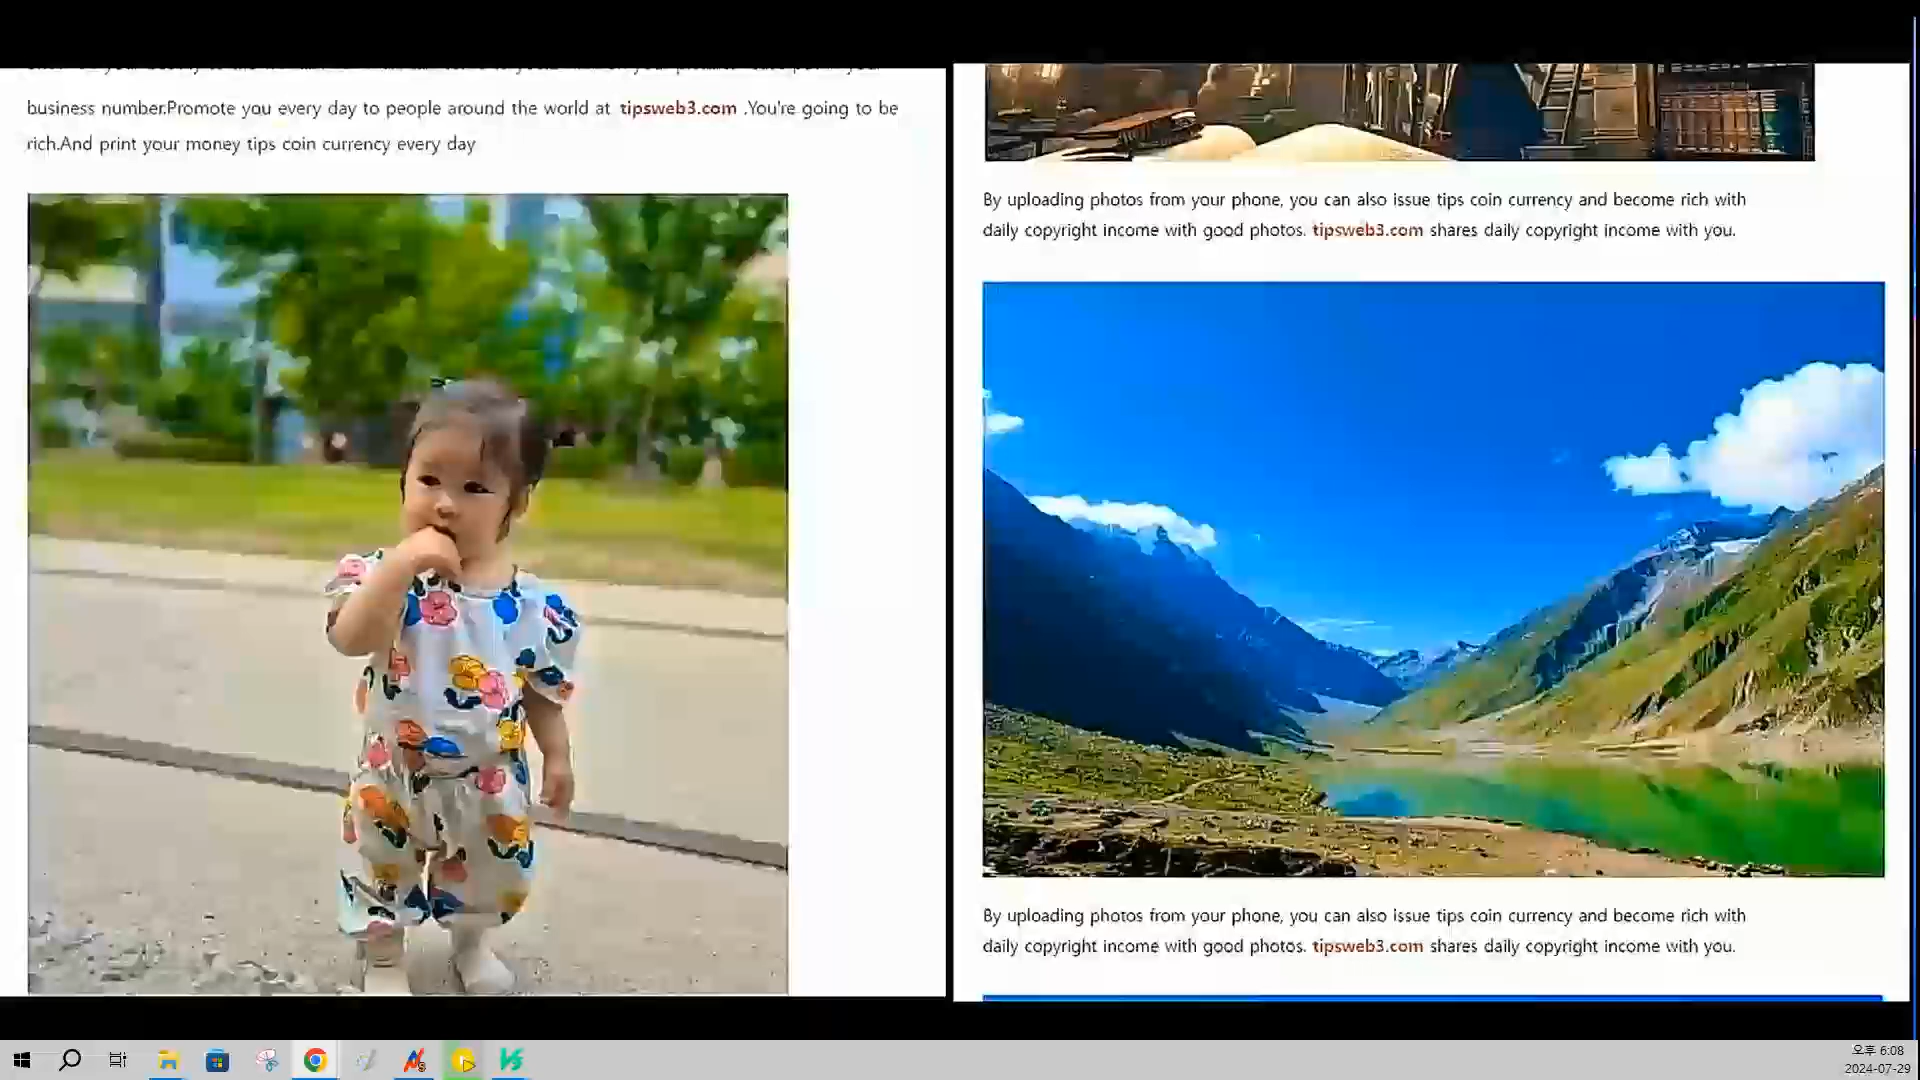 business number.Promote you every day to people around the world at tipsweb3.com .You're going to be
rich.And print your money tips coin currency every day
By uploading photos from your phone, you can also issue tips coin currency and become rich with
daily copyright income with good photos. tipsweb3.com shares daily copyright income with you.
By uploading photos from your phone, you can also issue tips coin currency and become rich with
daily copyright income with good photos. tipsweb3.com shares daily copyright income with you.
오후 6:08
2024-07-29